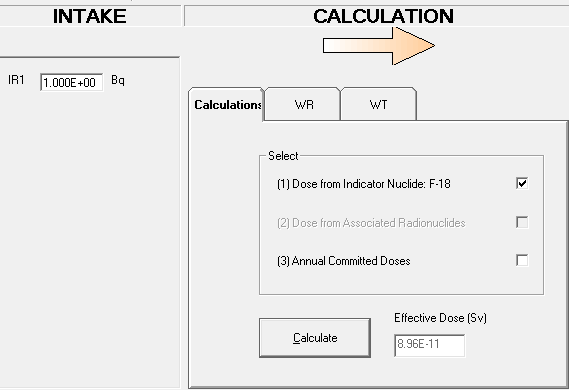 INTAKE
CALCULATION
IR1 1.000E+00 Bq
Calculations WR WT
Select
(1) Dose from Indicator Nuclide: F-18
(2) Dose from Associated Radionuclides
(3) Annual Committed Doses
Effective Dose (Sv)
Calculate
8.96E-11